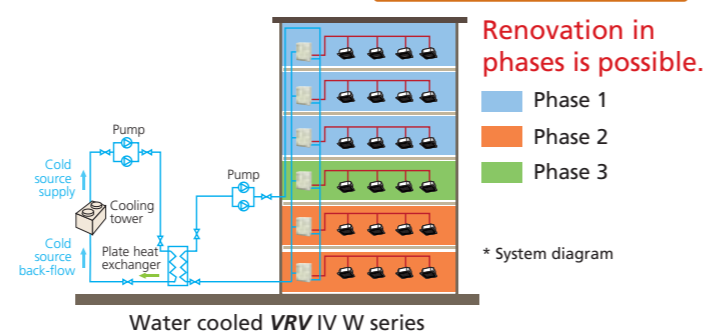 Renovation in
phases is possible.
Phase 1
Phase 2
Phase 3
* System diagram
Pump
Cold
source
supply
Cooling
tower
Cold
source
back-flow
Plate heat
exchanger
Pump
Water cooled VRV IV W series